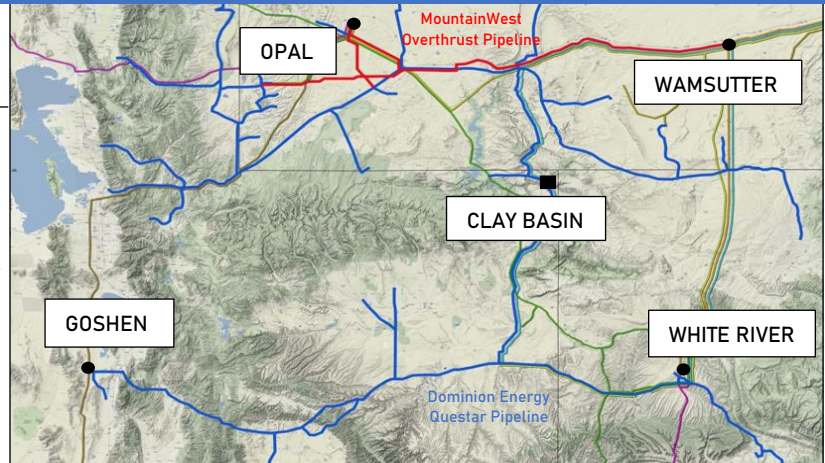 MountainWest
Overthrust Pipeline
OPAL
WAMSUTTER
CLAY BASIN
GOSHEN
WHITE RIVER
Dominion Energy
Questar Pipeline